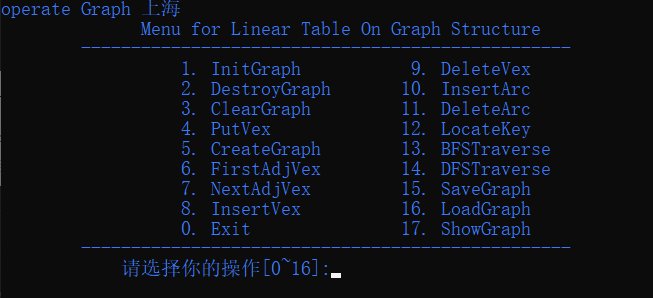 operate Graph 上海
Menu for Linear Table On Graph Structure
-------------------------------------------------
1. InitGraph 9. DeleteVex
2. DestroyGraph 10. InsertArc
3. ClearGraph 11. DeleteArc
4. PutVex 12. LocateKey
5. CreateGraph 13. BFSTraverse
6. FirstAdjVex 14. DFSTraverse
7. NextAdjVex 15. SaveGraph
8. InsertVex 16. LoadGraph
0. Exit 17. ShowGraph
-------------------------------------------------
请选择你的操作[0~16]: